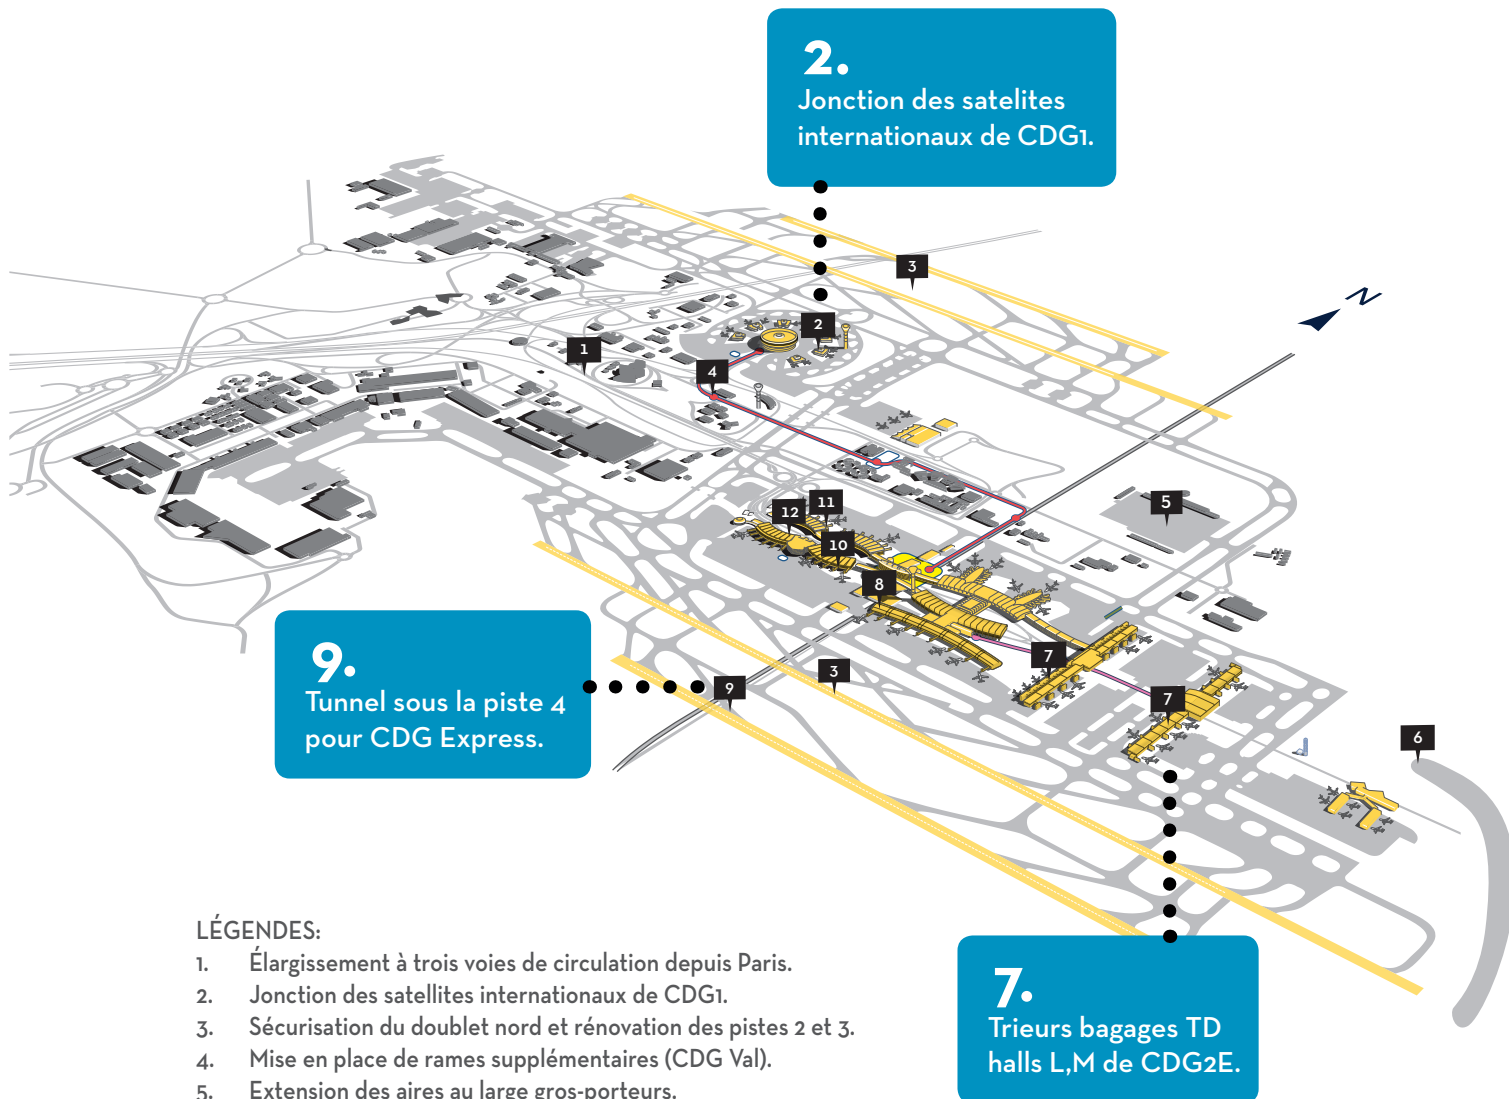 2.
Jonction des satelites
internationaux de CDG1.
3
N
2
1
4
5
11
12
10
8
9.
Tunnel sous la piste 4
pour CDG Express.
7
3
9
7
6
LÉGENDES:
1. Élargissement à trois voies de circulation depuis Paris.
2. Jonction des satellites internationaux de CDG1.
3. Sécurisation du doublet nord et rénovation des pistes 2 et 3.
4. Mise en place de rames supplémentaires (CDG Val).
5. Extension des aires au large gros-porteurs.
7.
Trieurs bagages TD
halls L,M de CDG2E.